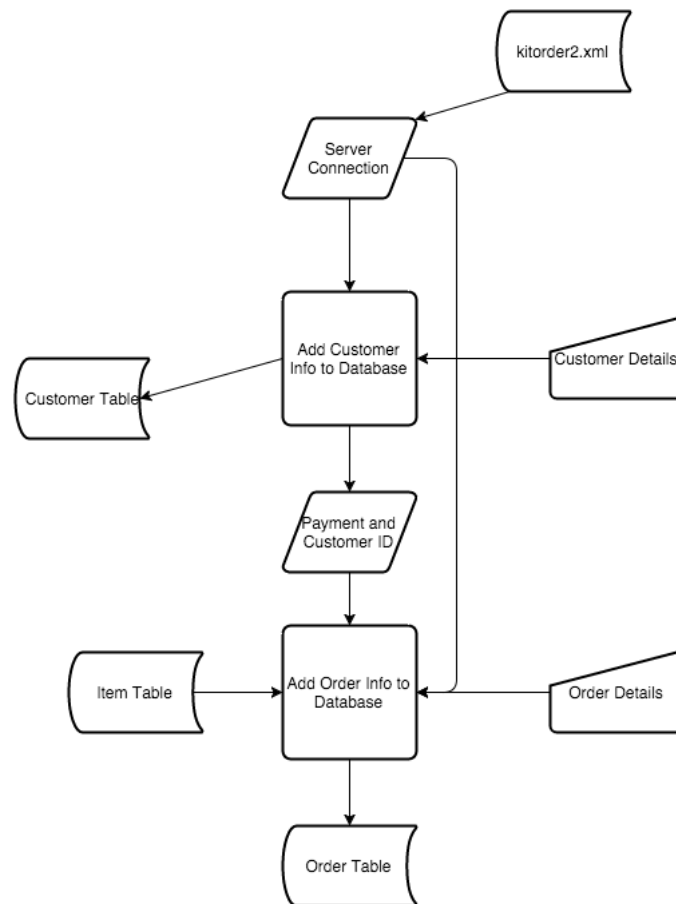 kitorder2.xml
Server
Connection
Add Customer
Info to Database
Customer Details
Customer Table
Payment and
Customer ID
Item Table
Add Order Info to
Database
Order Details
Order Table